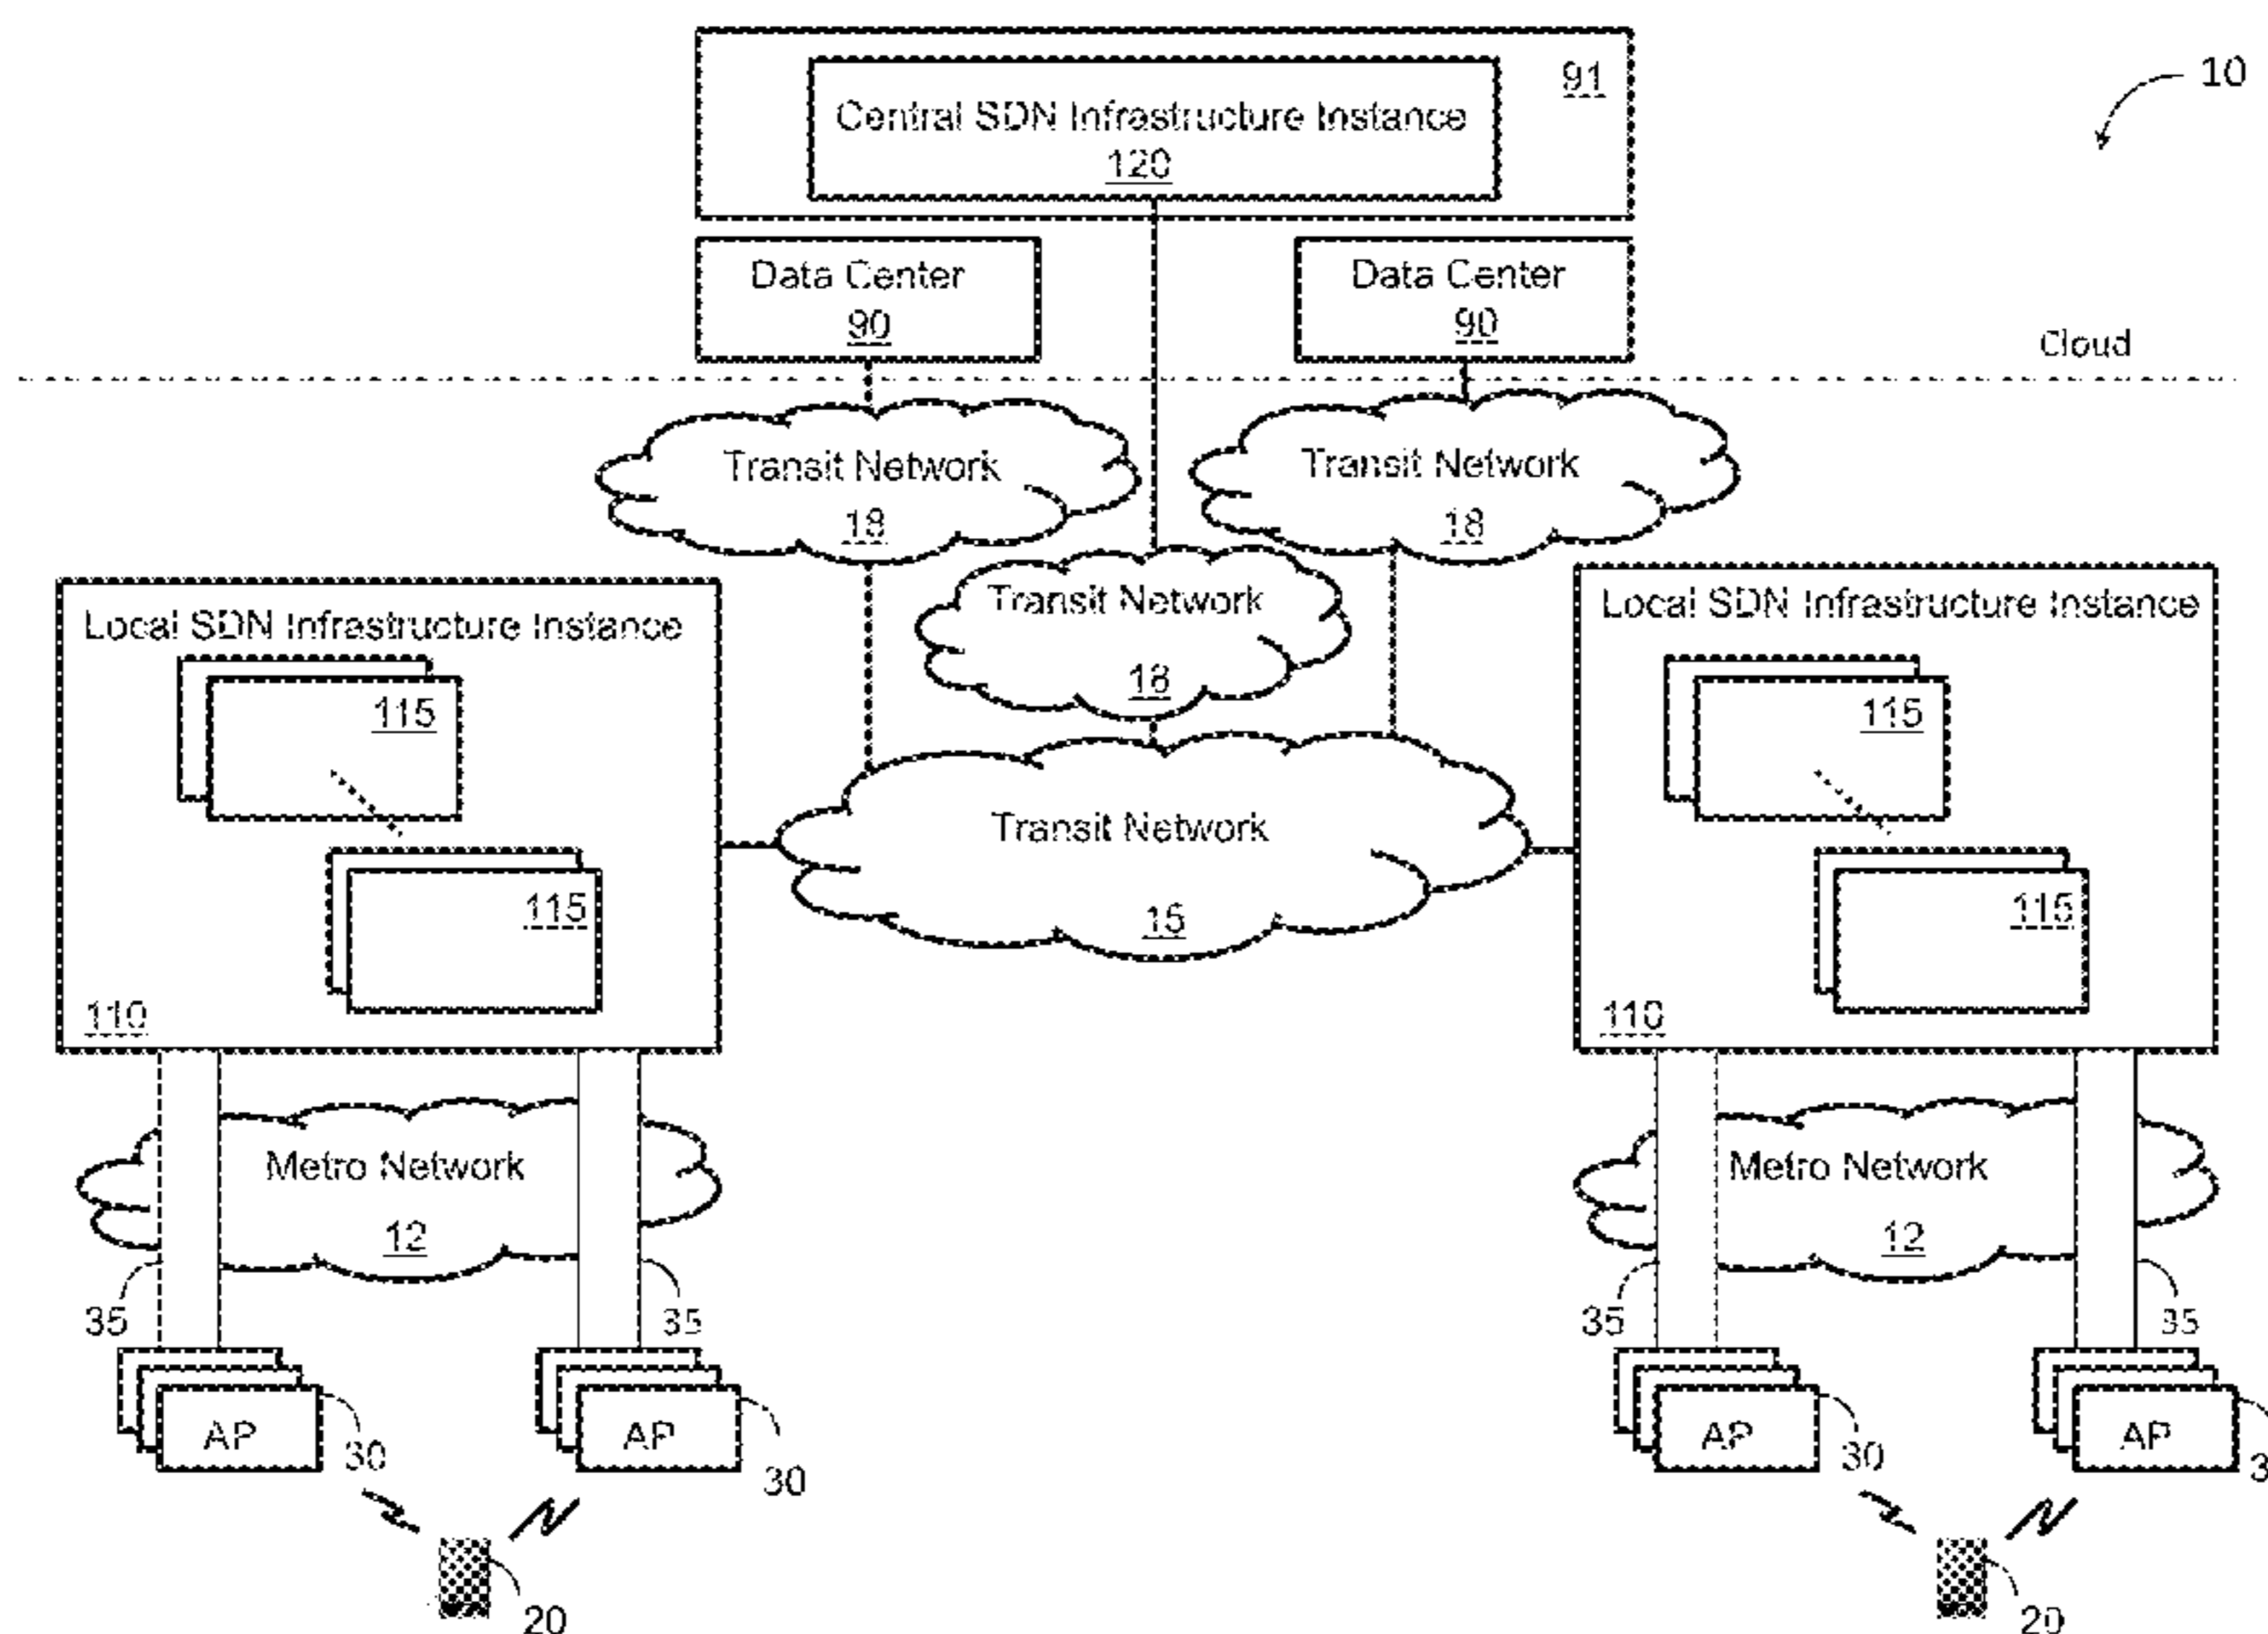 91
10
Central SDN Infrastructure Instance
120
Data Center
90
Data Center
90
Cloud
Transit Network
18
Transit Network
18
Transit Network
18
Local SDN Infrastructure Instance
115
115
110
Transit Network
15
Local SDN Infrastructure Instance
115
115
110
Metro Network
12
35
35
Metro Network
12
35
35
AP
30
AP
30
AP
30
AP
20
20